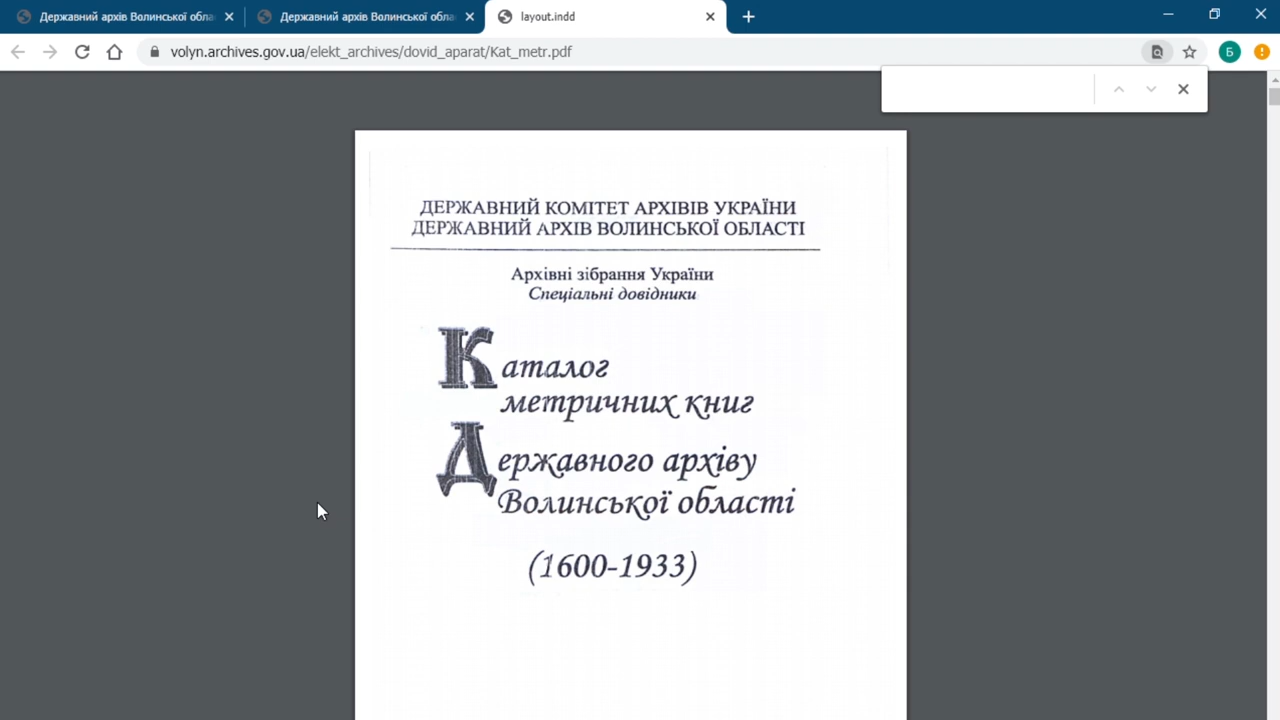 Державний архів Волинської обла
Державний архів Волинської обла
layout.indd
volyn.archives.gov.ua/elekt_archives/dovid_aparat/Kat_metr.pdf
Б
ДЕРЖАВНИЙ КОМІТЕТ АРХІВІВ УКРАЇНИ
ДЕРЖАВНИЙ АРХІВ ВОЛИНСЬКОЇ ОБЛАСТІ
Архівні зібрання України
Спеціальні довідники
Каталог
метричних книг
Державного архіву
Волинської області
(1600-1933)